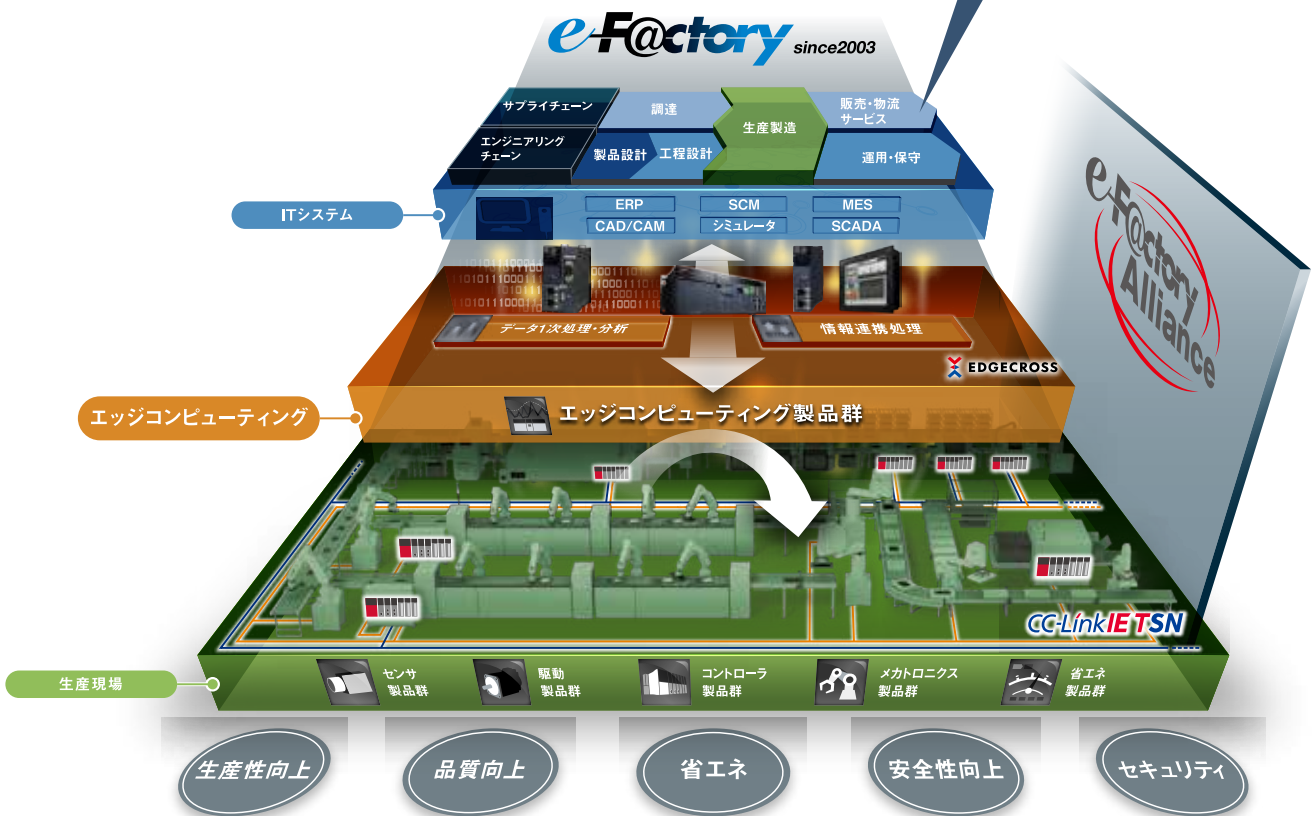 e-F@ctory since2003
サプライチェーン
調達
生産製造
販売・物流
サービス
エンジニアリング
チェーン
製品設計
工程設計
運用・保守
ITシステム
ERP
SCM
MES
CAD/CAM
シミュレータ
SCADA
e-F@ctory
Alliance
データ1次処理・分析
情報連携処理
EDGECROSS
エッジコンピューティング
エッジコンピューティング製品群
CC-Link IE TSN
生産現場
センサ
製品群
駆動
製品群
コントローラ
製品群
メカトロニクス
製品群
省エネ
製品群
生産性向上
品質向上
省エネ
安全性向上
セキュリティ